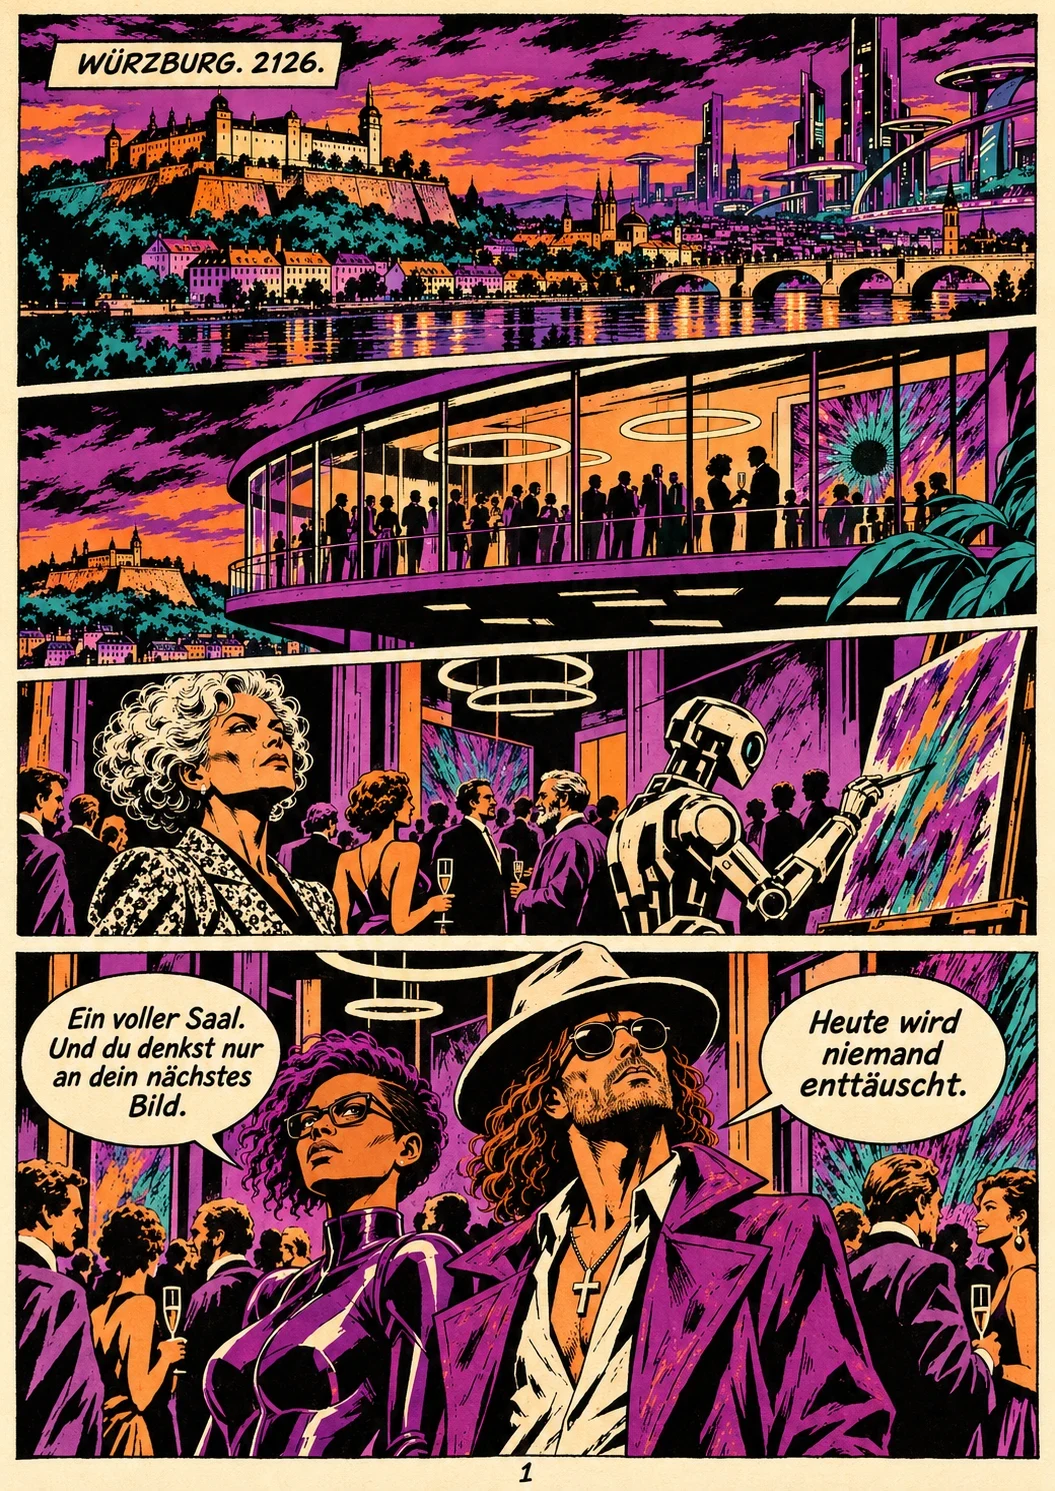 WÜRZBURG. 2126.
Ein voller Saal.
Und du denkst nur
an dein nächstes
Bild.
Heute wird
niemand
enttäuscht.
1